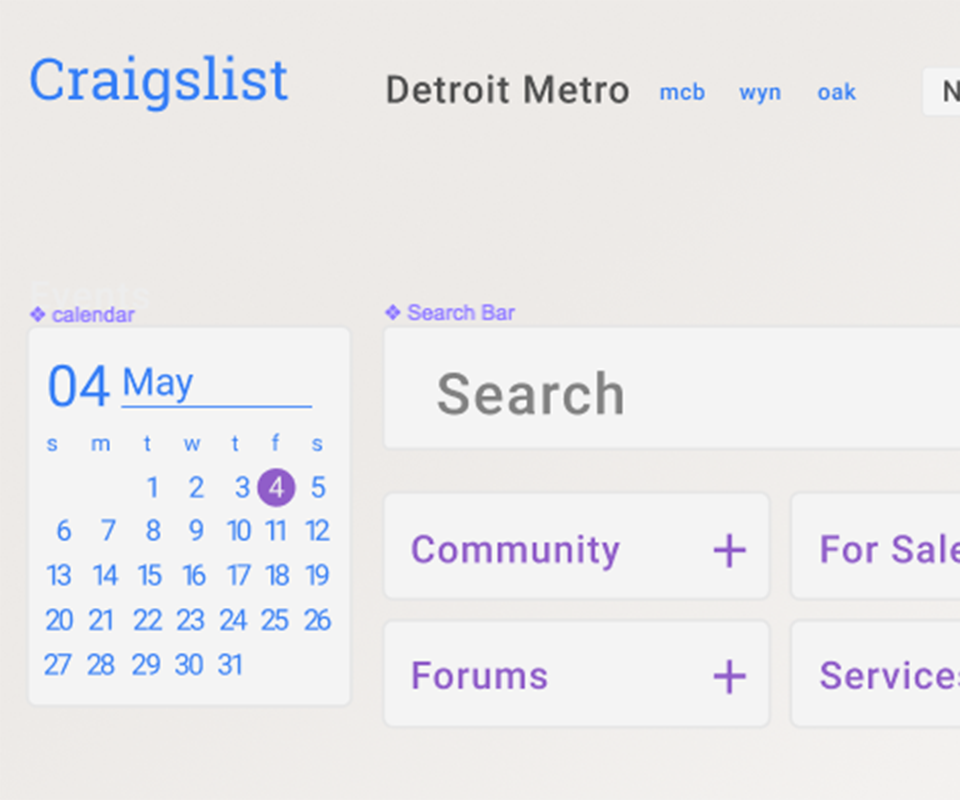 Craigslist
Detroit Metro mcb wyn oak N
Events
calendar
Search Bar
04 May
s m t w t f s
1 2 3 4 5
6 7 8 9 10 11 12
13 14 15 16 17 18 19
20 21 22 23 24 25 26
27 28 29 30 31
Search
Community +
For Sale
Forums +
Services